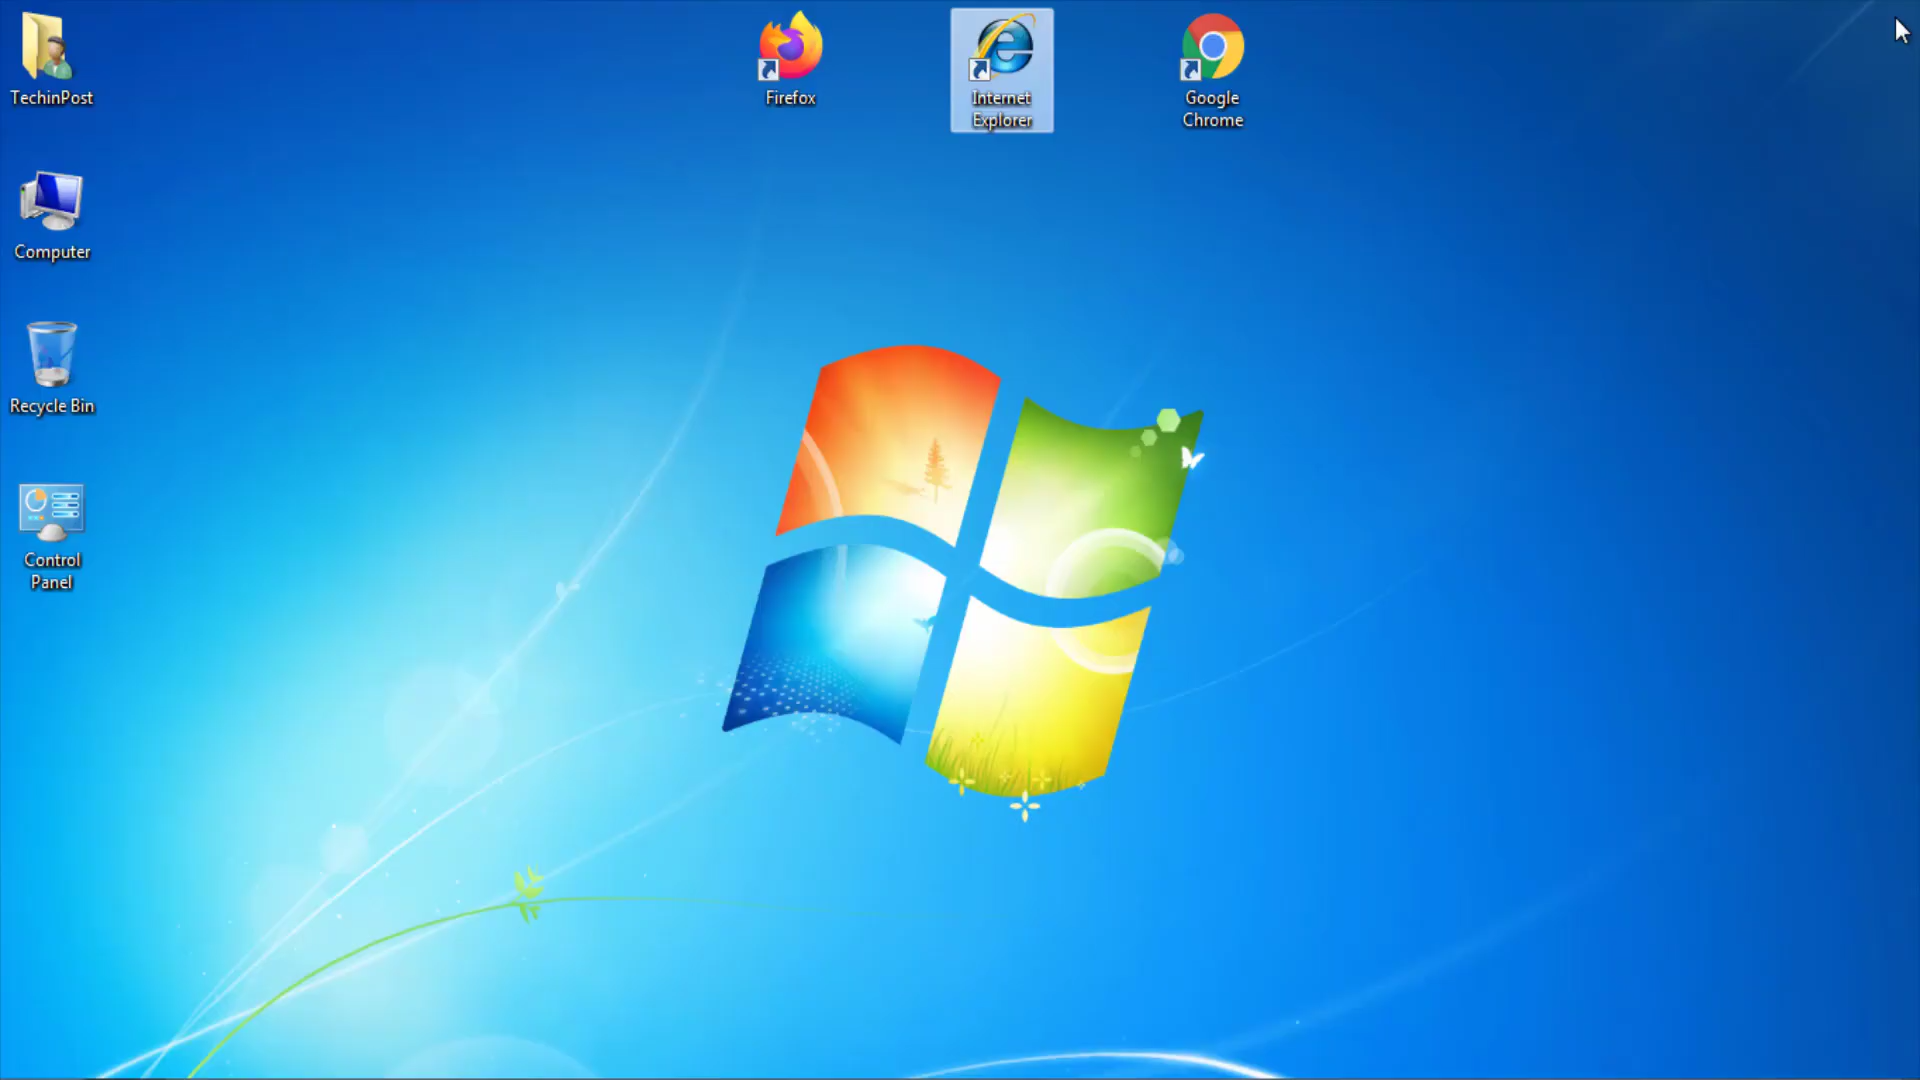 TechinPost
Firefox
Internet
Explorer
Google
Chrome
Computer
Recycle Bin
Control
Panel